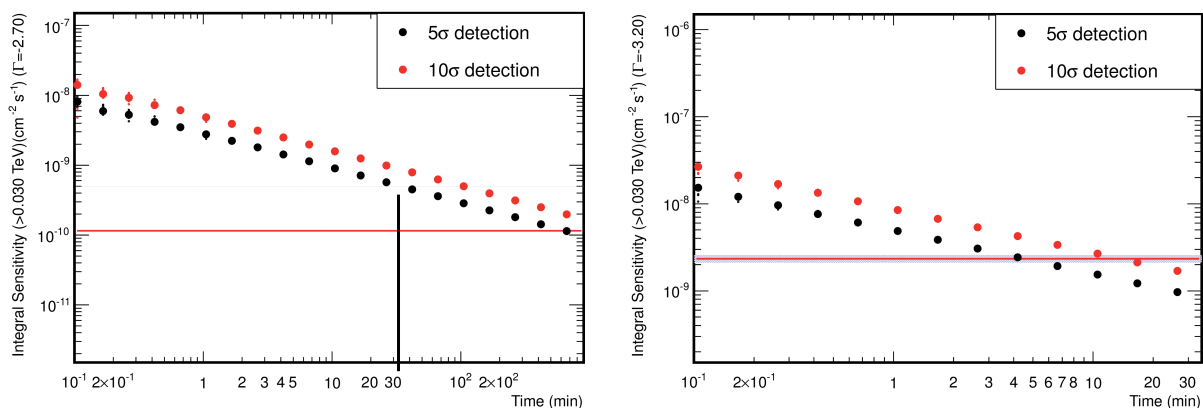 Integral Sensitivity (>0.030 TeV)(cm⁻² s⁻¹) (Γ=-2.70)
10⁻⁷
10⁻⁸
10⁻⁹
10⁻¹⁰
10⁻¹¹
5σ detection
10σ detection
10⁻¹ 2×10⁻¹ 1 2 3 4 5 10 20 30 10² 2×10²
Time (min)
Integral Sensitivity (>0.030 TeV)(cm⁻² s⁻¹) (Γ=-3.20)
10⁻⁶
10⁻⁷
10⁻⁸
10⁻⁹
5σ detection
10σ detection
10⁻¹ 2×10⁻¹ 1 2 3 4 5 6 7 8 10 20 30
Time (min)